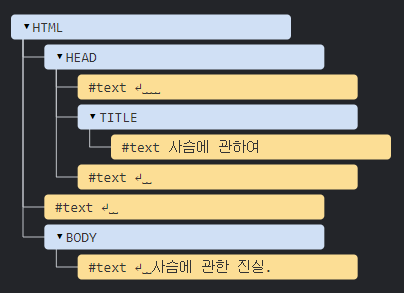 ▼ HTML
▼ HEAD
#text ↵␣␣␣␣
▼ TITLE
#text 사슴에 관하여
#text ↵␣␣
#text ↵␣␣
▼ BODY
#text ↵␣␣사슴에 관한 진실.